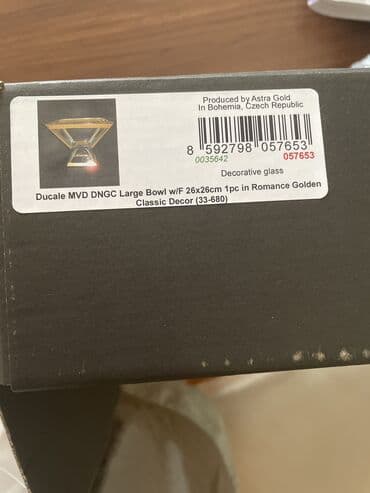 Produced by Astra Gold
In Bohemia, Czech Republic
8 592798 057653
0035642 057653
Decorative glass
Ducale MVD DNGC Large Bowl w/F 26x26cm 1pc in Romance Golden
Classic Decor (33-680)